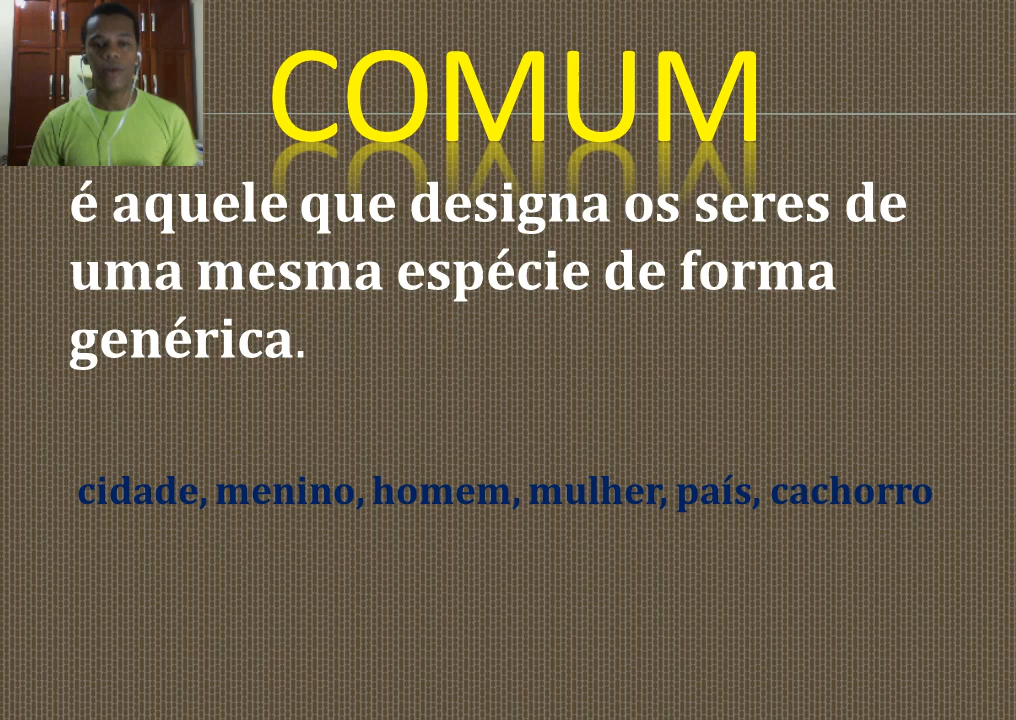 COMUM
é aquele que designa os seres de
uma mesma espécie de forma
genérica.
cidade, menino, homem, mulher, país, cachorro